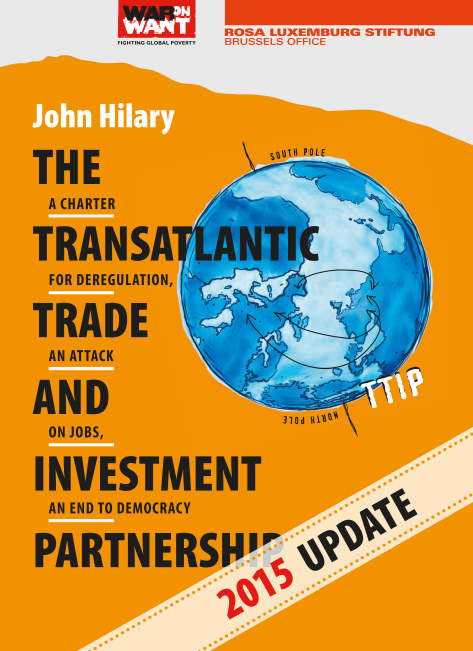 WAR ON
WANT
FIGHTING GLOBAL POVERTY
ROSA LUXEMBURG STIFTUNG
BRUSSELS OFFICE
John Hilary
THE
A CHARTER
TRANSATLANTIC
FOR DEREGULATION,
TRADE
AN ATTACK
AND
ON JOBS,
INVESTMENT
AN END TO DEMOCRACY
PARTNERSHIP
SOUTH POLE
TTIP
NORTH POLE
2015 UPDATE